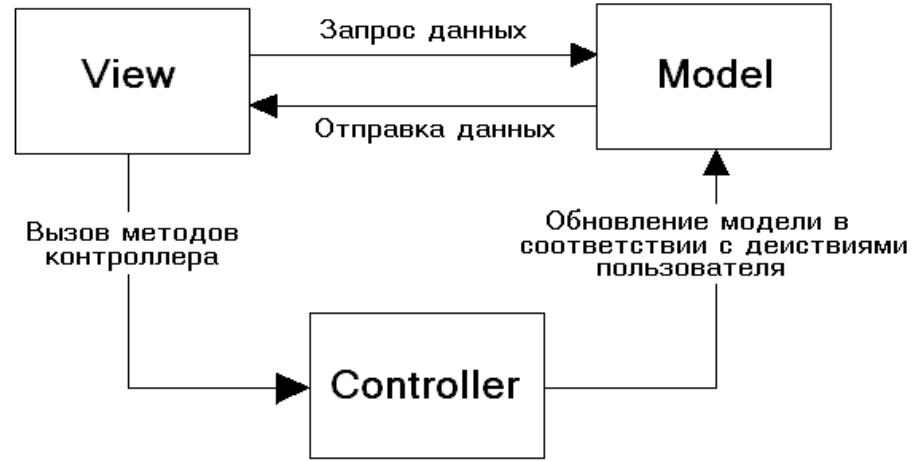 Запрос данных
View
Model
Отправка данных
Вызов методов
контроллера
Обновление модели в
соответствии с деиствиями
пользователя
Controller